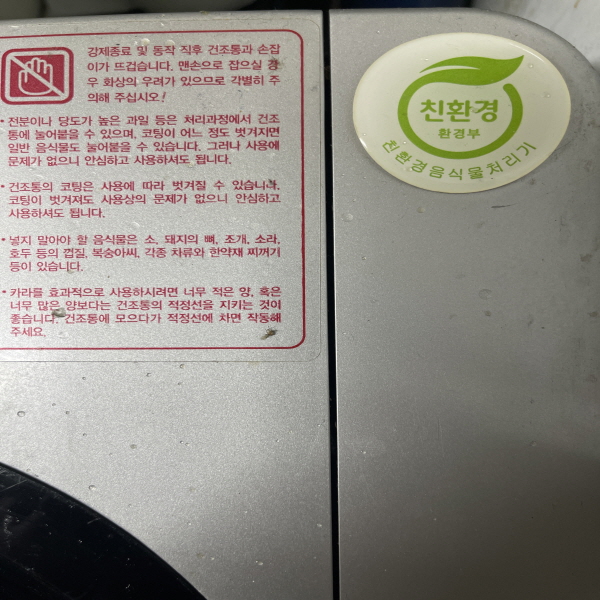 강제종료 및 동작 직후 건조통과 손잡
이가 뜨겁습니다. 맨손으로 잡으실 경
우 화상의 우려가 있으므로 각별히 주
의해 주십시오!
• 전분이나 당도가 높은 과일 등은 처리과정에서 건조
통에 눌어붙을 수 있으며, 코팅이 어느 정도 벗겨지면
일반 음식물도 눌어붙을 수 있습니다. 그러나 사용에
문제가 없으니 안심하고 사용하셔도 됩니다.
• 건조통의 코팅은 사용에 따라 벗겨질 수 있습니다.
코팅이 벗겨져도 사용상의 문제가 없으니 안심하고
사용하셔도 됩니다.
• 넣지 말아야 할 음식물은 소, 돼지의 뼈, 조개, 소라,
호두 등의 껍질, 복숭아씨, 각종 차류와 한약재 찌꺼기
등이 있습니다.
• 카라를 효과적으로 사용하시려면 너무 적은 양, 혹은
너무 많은 양보다는 건조통의 적정선을 지키는 것이
좋습니다. 건조통에 모으다가 적정선에 차면 작동해
주세요.
친환경
환경부
친환경음식물처리기